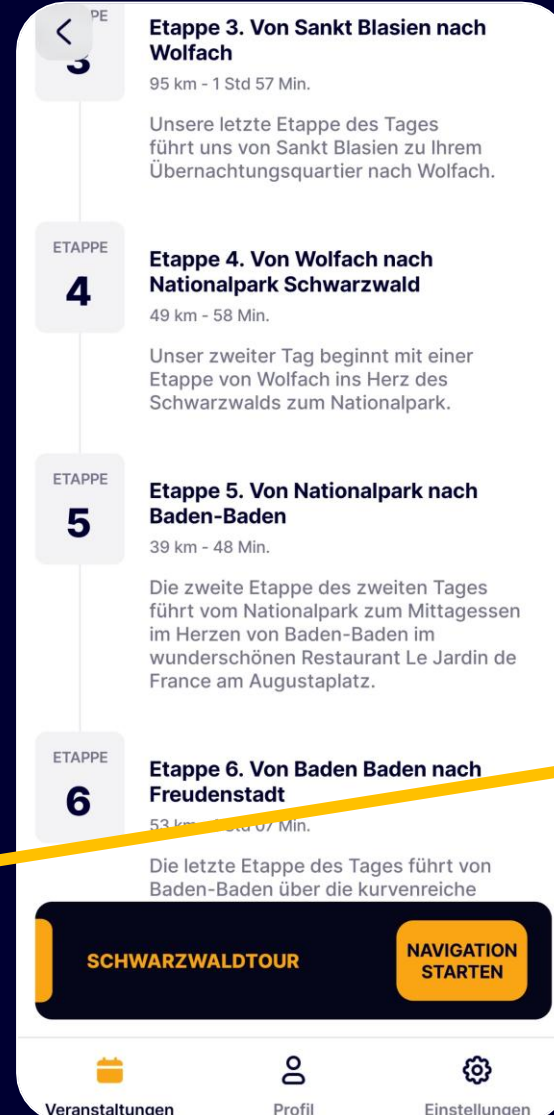 PE
3
Etappe 3. Von Sankt Blasien nach
Wolfach
95 km - 1 Std 57 Min.
Unsere letzte Etappe des Tages
führt uns von Sankt Blasien zu Ihrem
Übernachtungsquartier nach Wolfach.
ETAPPE
4
Etappe 4. Von Wolfach nach
Nationalpark Schwarzwald
49 km - 58 Min.
Unser zweiter Tag beginnt mit einer
Etappe von Wolfach ins Herz des
Schwarzwalds zum Nationalpark.
ETAPPE
5
Etappe 5. Von Nationalpark nach
Baden-Baden
39 km - 48 Min.
Die zweite Etappe des zweiten Tages
führt vom Nationalpark zum Mittagessen
im Herzen von Baden-Baden im
wunderschönen Restaurant Le Jardin de
France am Augustaplatz.
ETAPPE
6
Etappe 6. Von Baden Baden nach
Freudenstadt
53 km - Std 07 Min.
Die letzte Etappe des Tages führt von
Baden-Baden über die kurvenreiche
SCHWARZWALDTOUR
NAVIGATION
STARTEN
Veranstaltungen
Profil
Einstellungen